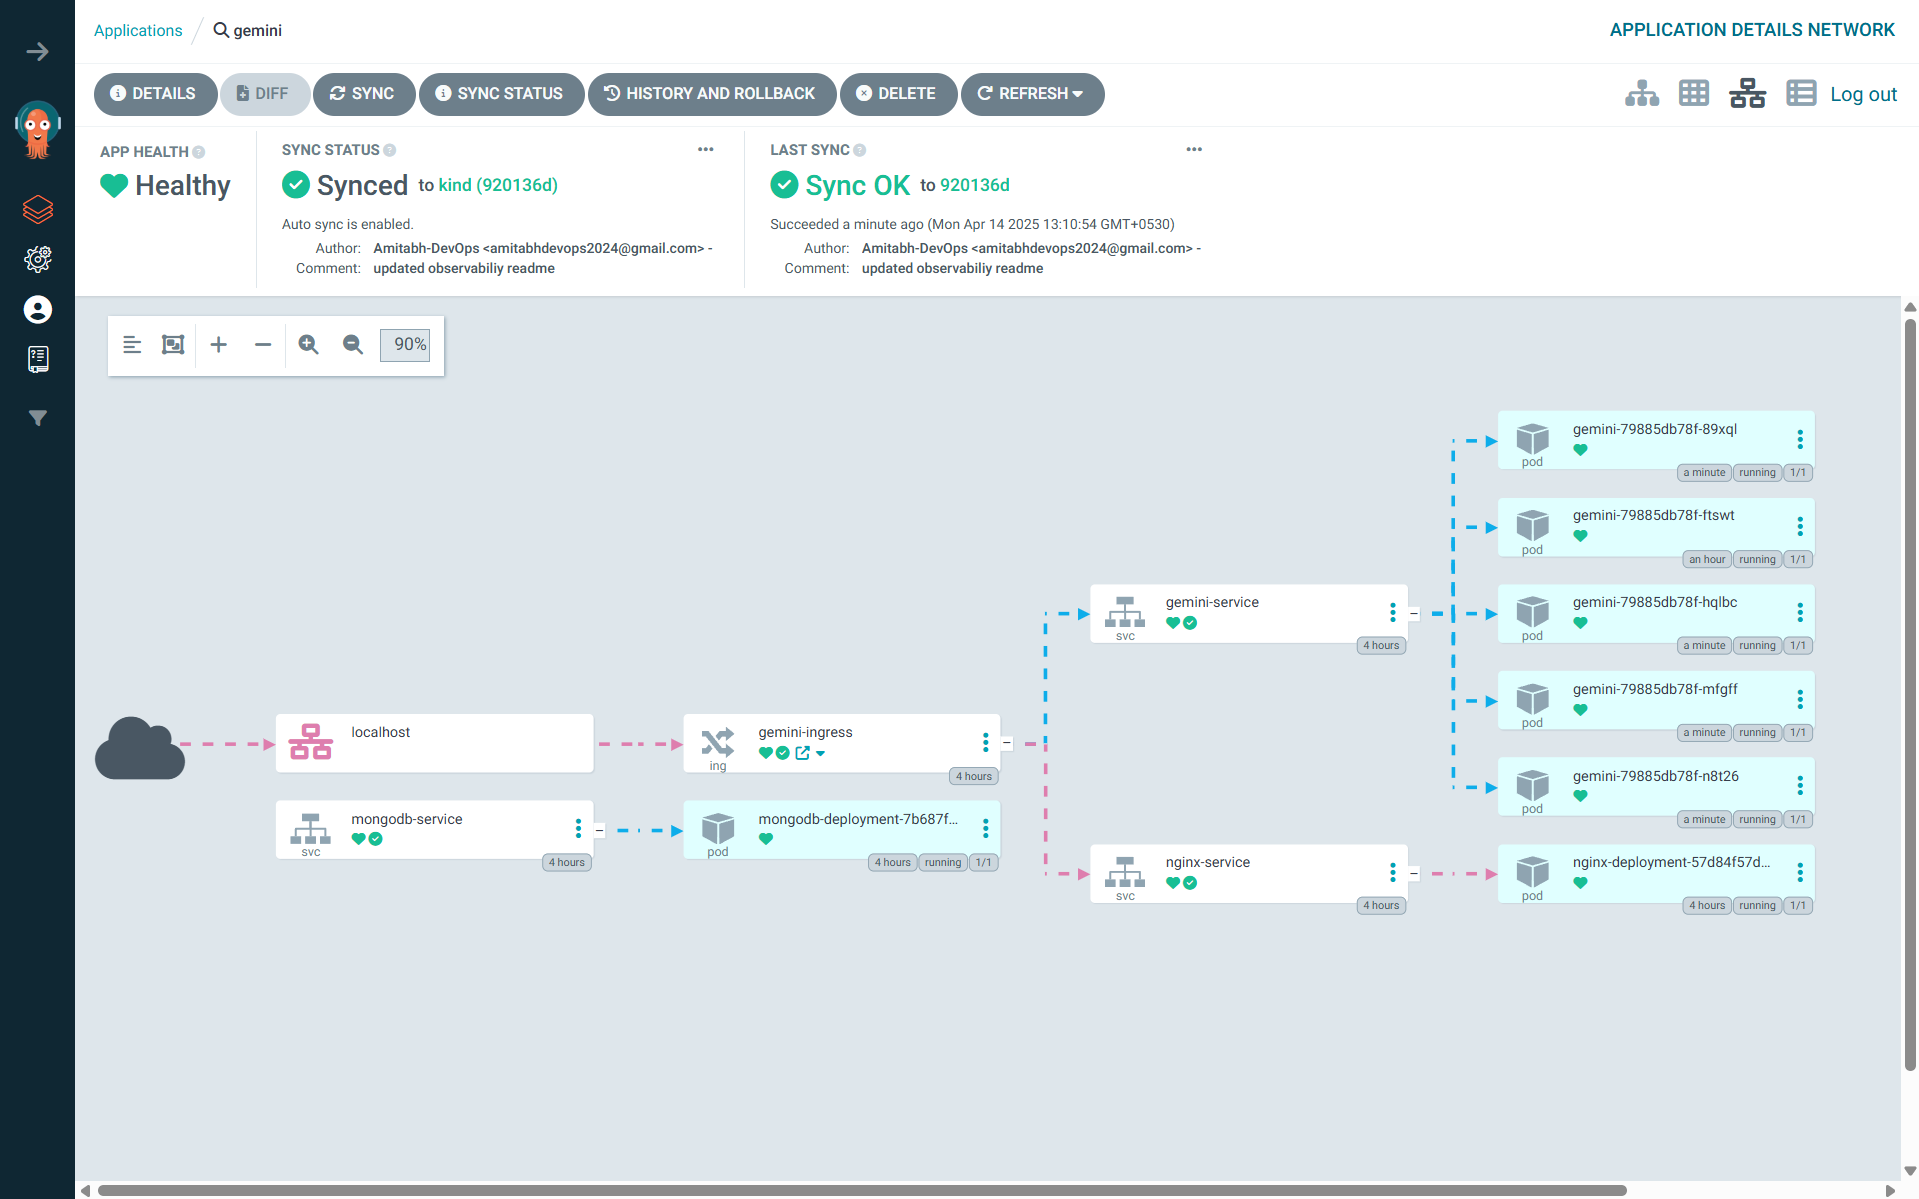 Applications / gemini
APPLICATION DETAILS NETWORK
DETAILS
DIFF
SYNC
SYNC STATUS
HISTORY AND ROLLBACK
DELETE
REFRESH
Log out
APP HEALTH
Healthy
SYNC STATUS
Synced to kind (920136d)
Auto sync is enabled.
Author: Amitabh-DevOps <amitabhdevops2024@gmail.com> -
Comment: updated observabiliy readme
LAST SYNC
Sync OK to 920136d
Succeeded a minute ago (Mon Apr 14 2025 13:10:54 GMT+0530)
Author: Amitabh-DevOps <amitabhdevops2024@gmail.com> -
Comment: updated observabiliy readme
90%
localhost
gemini-ingress
ing
4 hours
mongodb-service
svc
4 hours
mongodb-deployment-7b687f...
pod
4 hours running 1/1
gemini-service
svc
4 hours
nginx-service
svc
4 hours
gemini-79885db78f-89xql
pod
a minute running 1/1
gemini-79885db78f-ftswt
pod
an hour running 1/1
gemini-79885db78f-hqlbc
pod
a minute running 1/1
gemini-79885db78f-mfgff
pod
a minute running 1/1
gemini-79885db78f-n8t26
pod
a minute running 1/1
nginx-deployment-57d84f57d...
pod
4 hours running 1/1